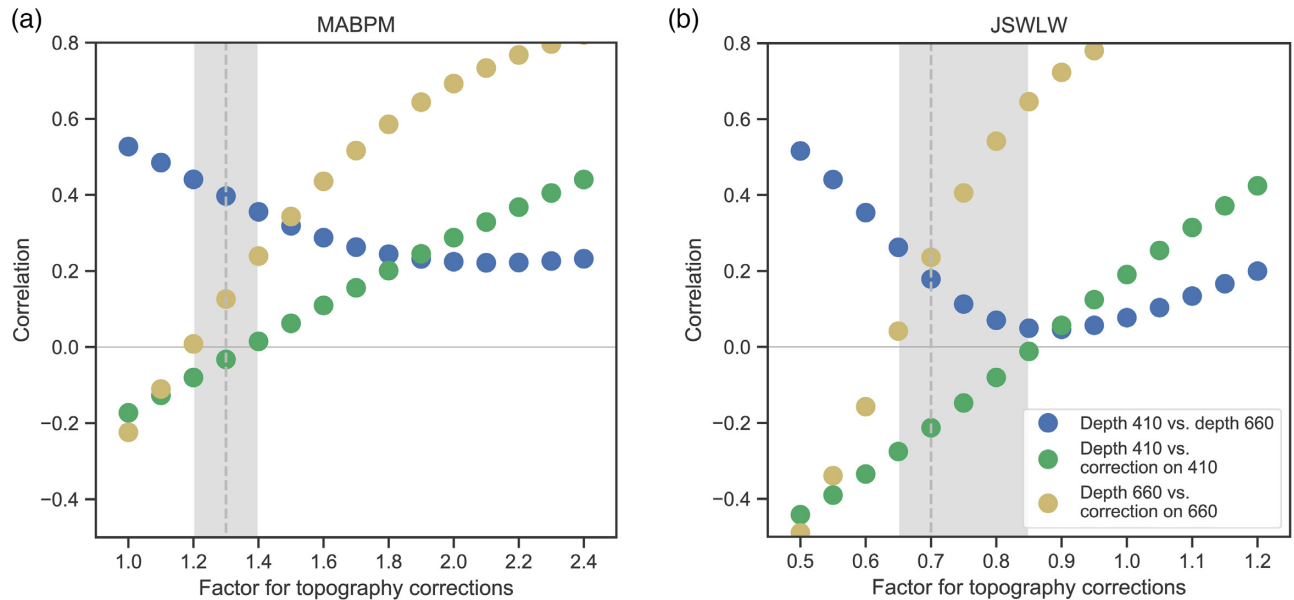 (a)
MABPM
0.8
0.6
0.4
0.2
0.0
−0.2
−0.4
Correlation
1.0 1.2 1.4 1.6 1.8 2.0 2.2 2.4
Factor for topography corrections
(b)
JSWLW
0.8
0.6
0.4
0.2
0.0
−0.2
−0.4
Correlation
0.5 0.6 0.7 0.8 0.9 1.0 1.1 1.2
Factor for topography corrections
Depth 410 vs. depth 660
Depth 410 vs.
correction on 410
Depth 660 vs.
correction on 660